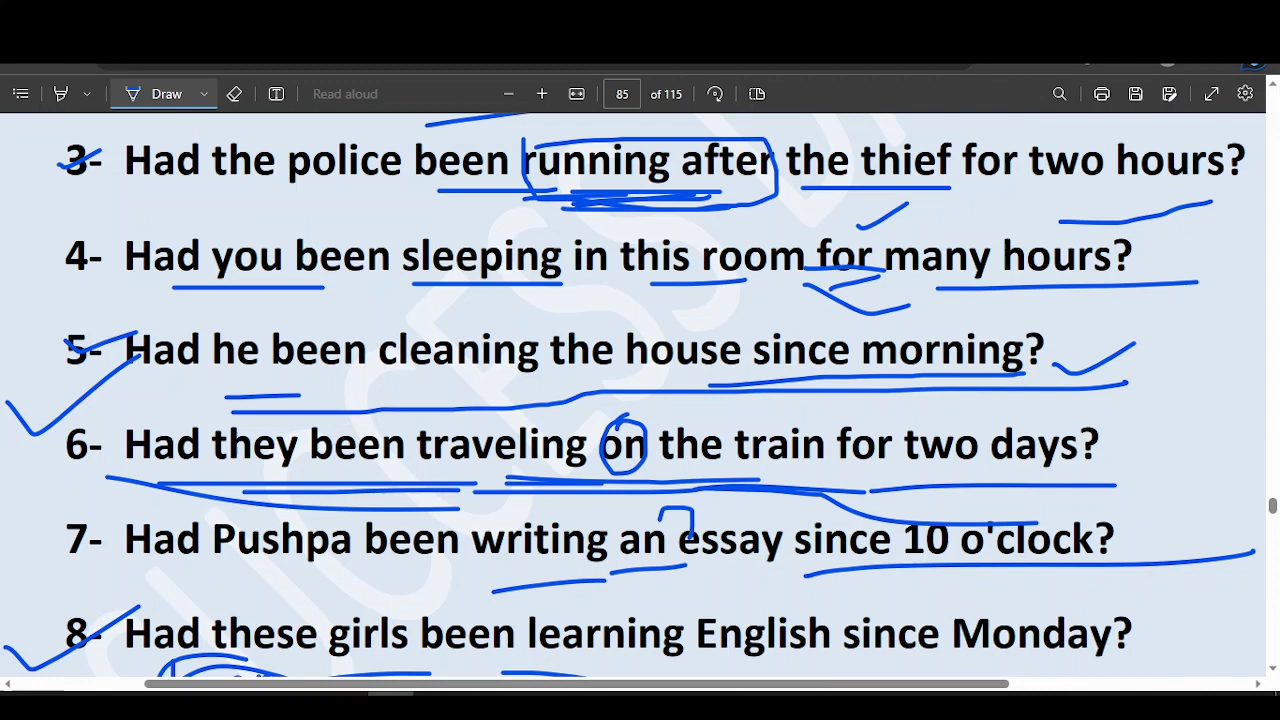 Draw
Read aloud
85 of 115
3- Had the police been running after the thief for two hours?
4- Had you been sleeping in this room for many hours?
5- Had he been cleaning the house since morning?
6- Had they been traveling on the train for two days?
7- Had Pushpa been writing an essay since 10 o'clock?
8- Had these girls been learning English since Monday?